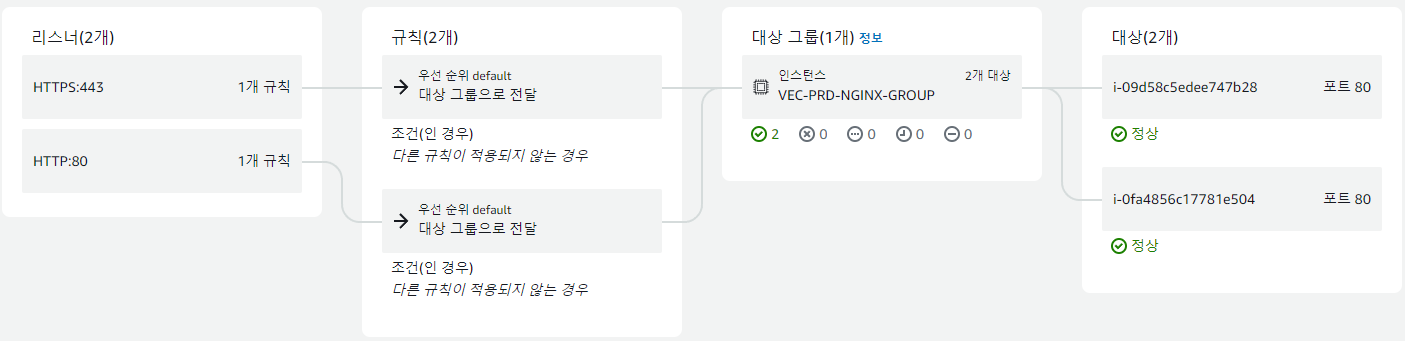 리스너(2개)
HTTPS:443 1개 규칙
HTTP:80 1개 규칙
규칙(2개)
우선 순위 default
대상 그룹으로 전달
조건(인 경우)
다른 규칙이 적용되지 않는 경우
우선 순위 default
대상 그룹으로 전달
조건(인 경우)
다른 규칙이 적용되지 않는 경우
대상 그룹(1개) 정보
인스턴스 2개 대상
VEC-PRD-NGINX-GROUP
2 0 0 0 0
대상(2개)
i-09d58c5edee747b28 포트 80
정상
i-0fa4856c17781e504 포트 80
정상